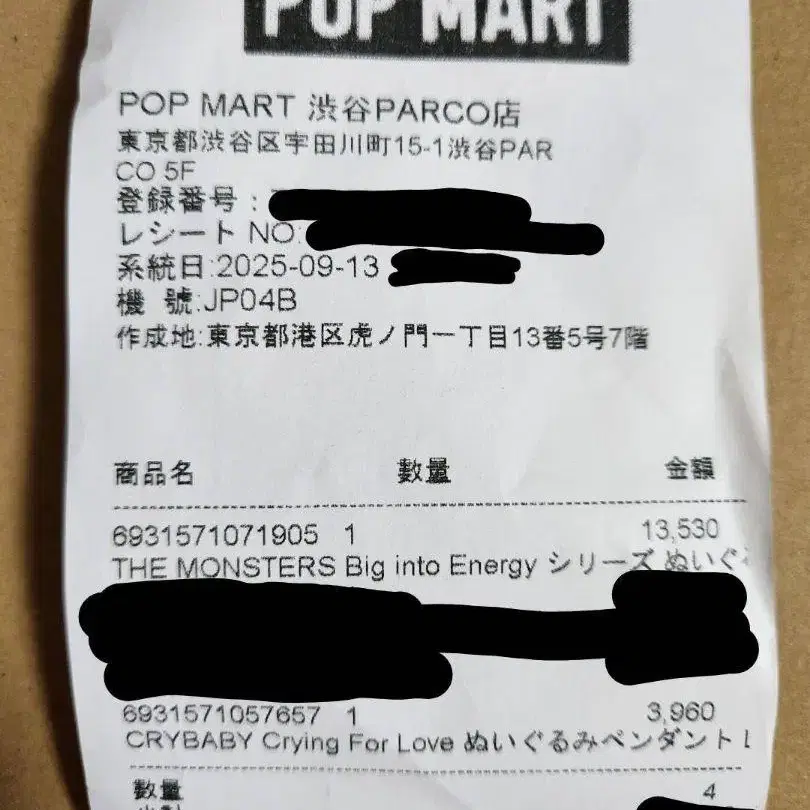 POP MART
POP MART 渋谷PARCO店
東京都渋谷区宇田川町15-1渋谷PAR
CO 5F
登録番号:
レシート NO:
系統日:2025-09-13
機 號:JP04B
作成地:東京都港区虎ノ門一丁目13番5号7階
商品名 數量 金額
6931571071905 1 13,530
THE MONSTERS Big into Energy シリーズ ぬいぐ
6931571057657 1 3,960
CRYBABY Crying For Love ぬいぐるみペンダント
數量 4